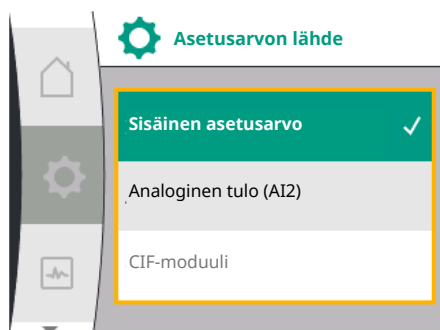 Asetusarvon lähde
Sisäinen asetusarvo
Analoginen tulo (AI2)
CIF-moduuli